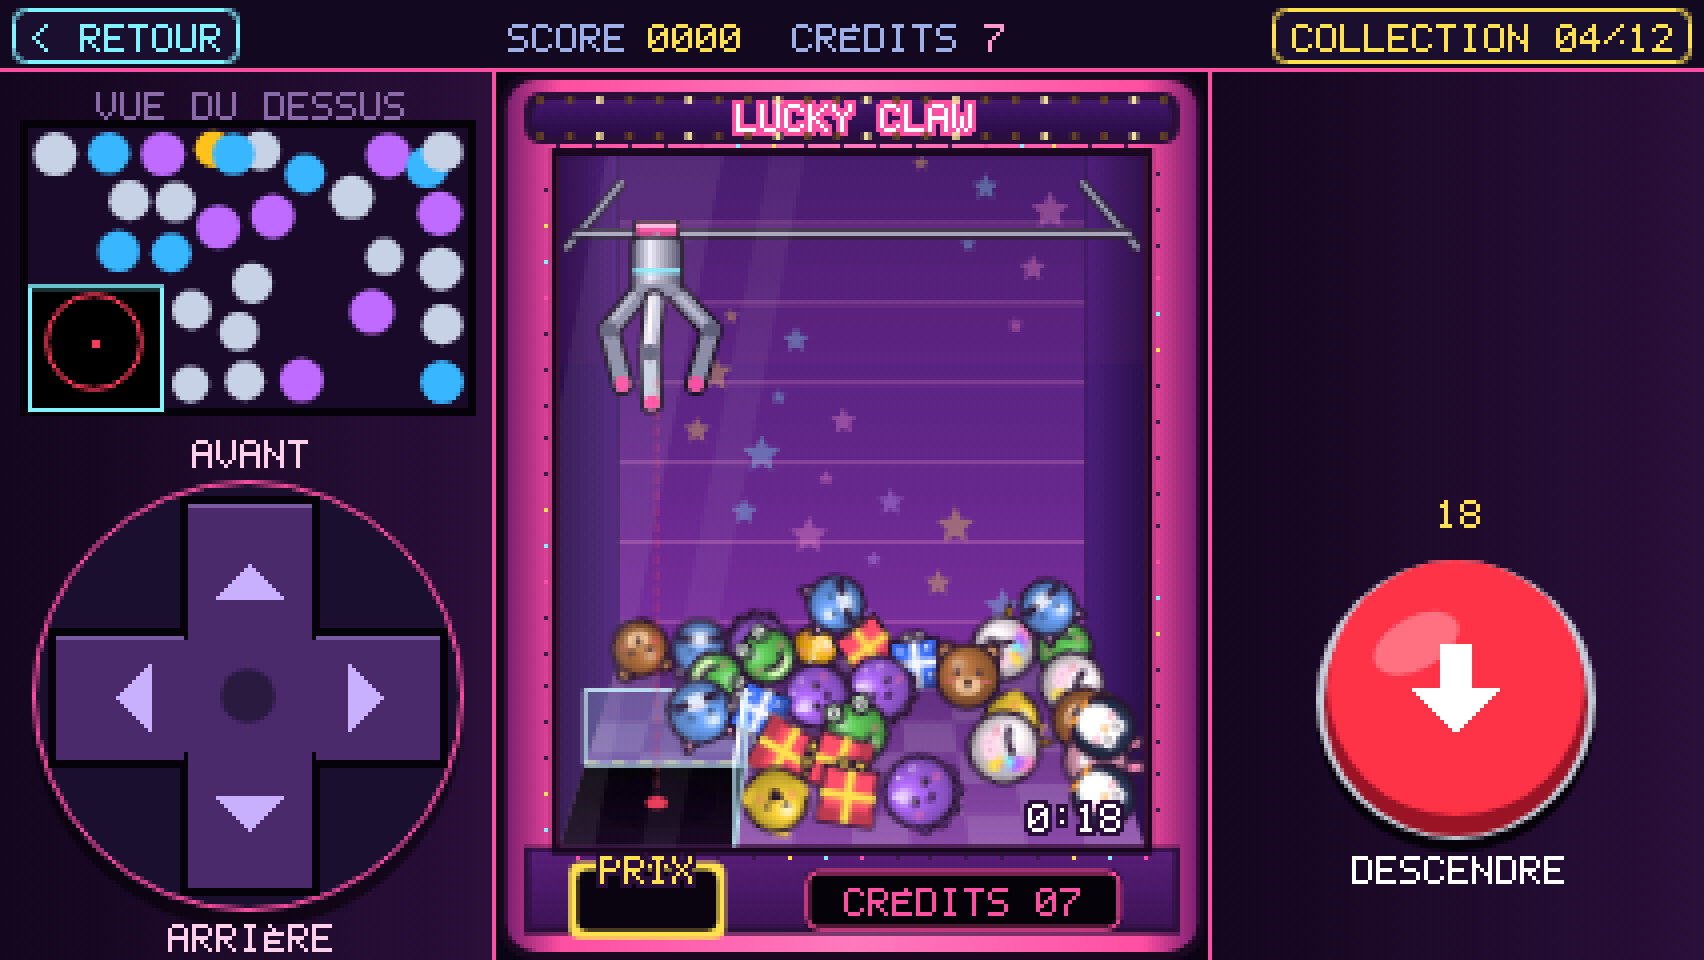 < RETOUR
SCORE 0000 CRÉDITS 7
COLLECTION 04/12
VUE DU DESSUS
LUCKY CLAW
AVANT
ARRIÈRE
0:18
PRIX
CRÉDITS 07
18
DESCENDRE